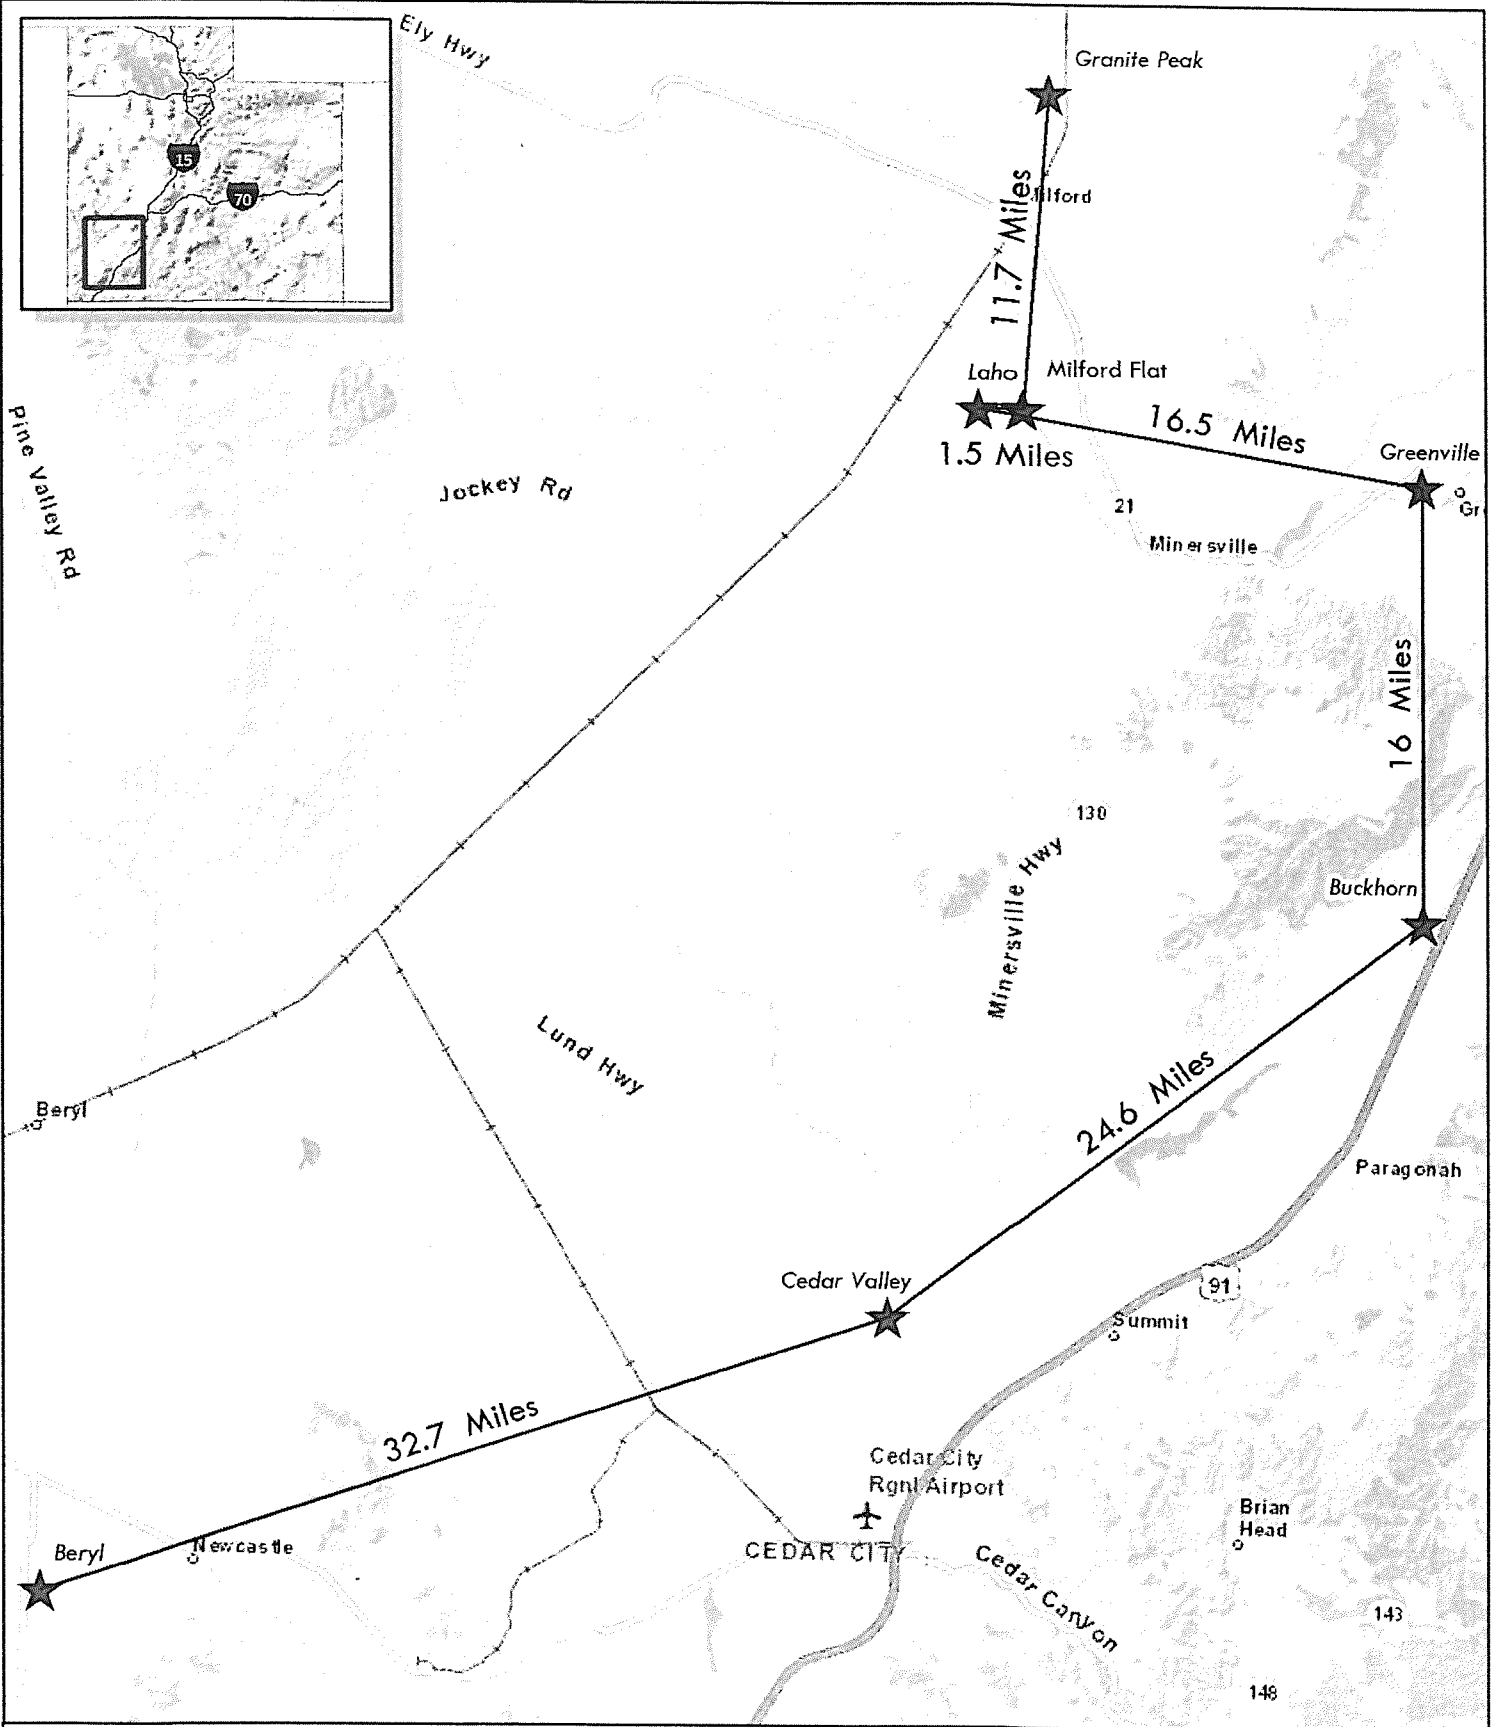 Ely Hwy
Granite Peak
15
70
Milford
11.7 Miles
Laho
Milford Flat
16.5 Miles
1.5 Miles
Greenville
Gr
Pine Valley Rd
Jockey Rd
21
Minersville
16 Miles
130
Minersville Hwy
Buckhorn
Lund Hwy
Beryl
24.6 Miles
Paragonah
Cedar Valley
91
Summit
32.7 Miles
Cedar City
Rgnl Airport
Brian
Head
Beryl
Newcastle
CEDAR CITY
Cedar Canyon
143
148